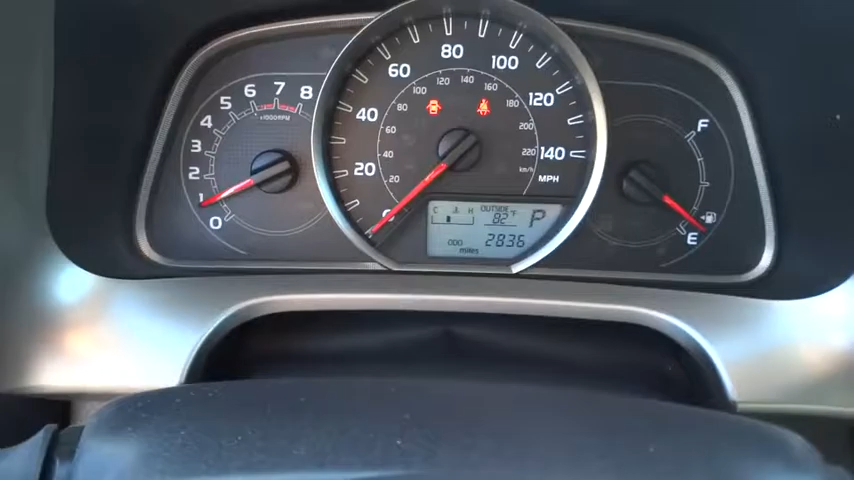 0 1 2 3 4 5 6 7 8
×1000RPM
0 20 40 60 80 100 120 140
MPH
20 40 60 80 100 120 140 160 180 200 220
km/h
C H
OUTSIDE
82°F
P
ODO 2836
miles
F
E